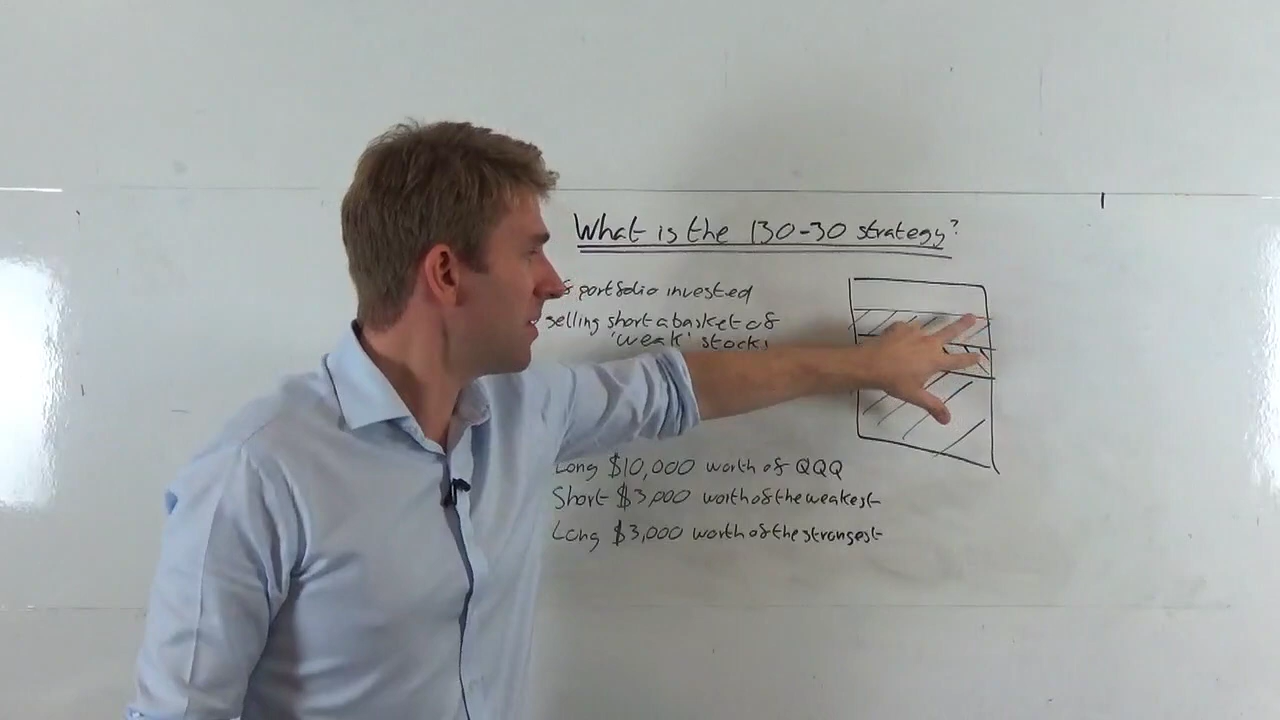 What is the 130-30 strategy?
portfolio invested
selling short a basket of
'weak' stocks
Long $10,000 worth of QQQ
Short $3,000 worth of the weakest
Long $3,000 worth of the strongest